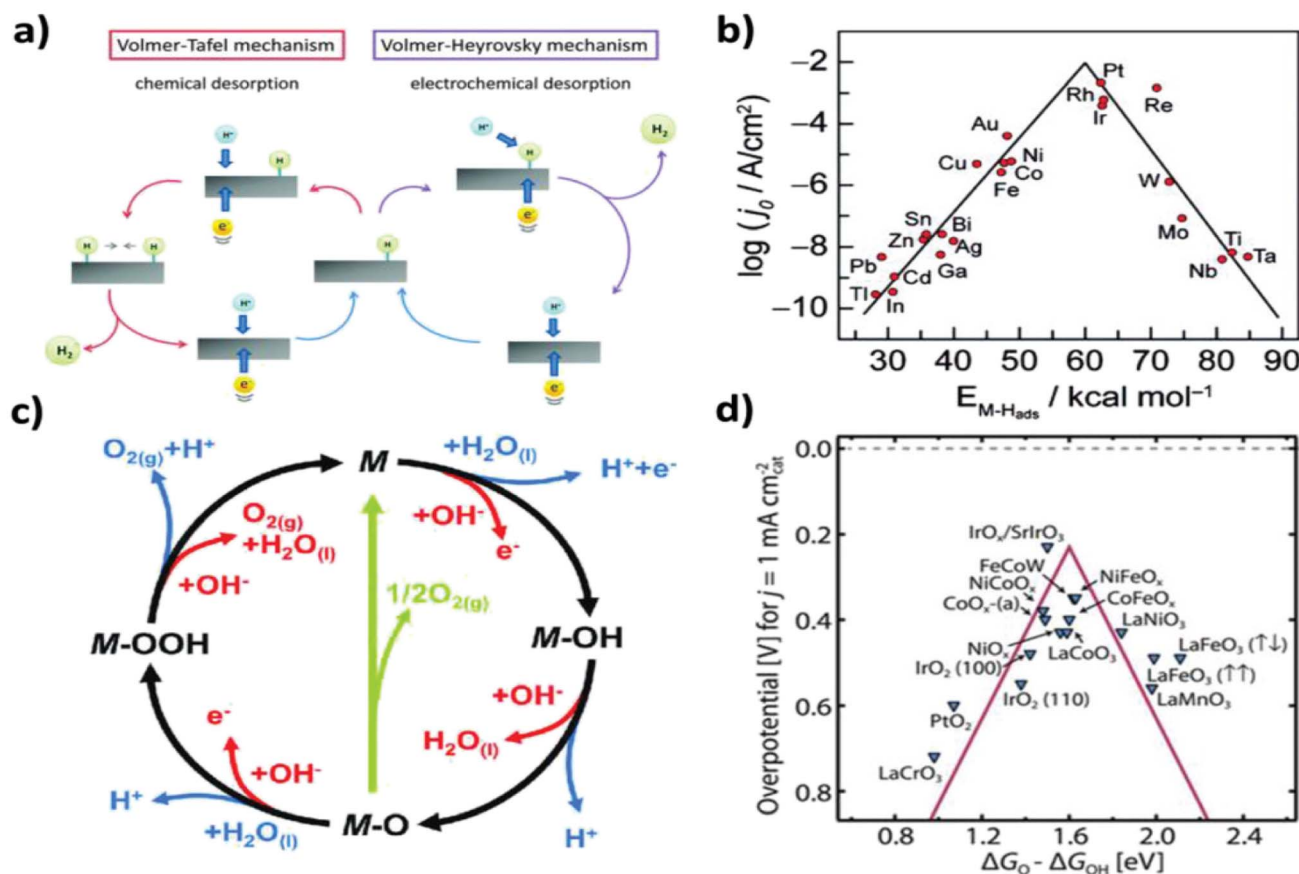 a)
Volmer-Tafel mechanism
Volmer-Heyrovsky mechanism
chemical desorption
electrochemical desorption
H⁺
H
e⁻
H⁺
H
e⁻
H₂
H
H
H
H₂
H⁺
e⁻
H⁺
e⁻
b)
log (j₀ / A/cm²)
−2
−4
−6
−8
−10
Pt
Rh
Ir
Re
Au
Cu
Ni
Co
Fe
W
Mo
Sn
Bi
Zn
Ag
Ga
Pb
Cd
Tl
In
Ti
Nb
Ta
30 40 50 60 70 80 90
E_M-H_ads / kcal mol⁻¹
c)
O₂(g)+H⁺
M
+H₂O(l)
H⁺+e⁻
O₂(g)
+H₂O(l)
+OH⁻
+OH⁻
e⁻
1/2O₂(g)
M-OOH
M-OH
e⁻
+OH⁻
+OH⁻
H₂O(l)
H⁺
+H₂O(l)
M-O
H⁺
d)
Overpotential [V] for j = 1 mA cm⁻²cat
0.0
0.2
0.4
0.6
0.8
IrOₓ/SrIrO₃
FeCoW
NiCoOₓ
CoOₓ-(a)
NiFeOₓ
CoFeOₓ
LaNiO₃
NiOₓ
LaCoO₃
IrO₂ (100)
LaFeO₃ (↑↓)
LaFeO₃ (↑↑)
IrO₂ (110)
LaMnO₃
PtO₂
LaCrO₃
0.8 1.2 1.6 2.0 2.4
ΔG_O - ΔG_OH [eV]